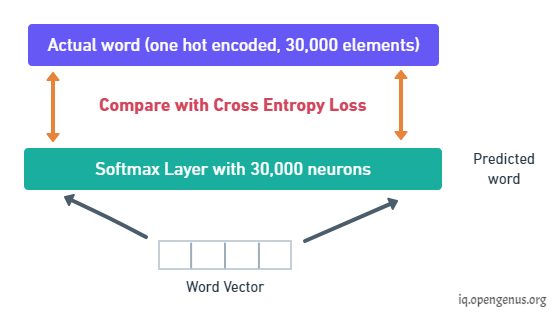 Actual word (one hot encoded, 30,000 elements)
Compare with Cross Entropy Loss
Softmax Layer with 30,000 neurons
Predicted
word
Word Vector
iq.opengenus.org